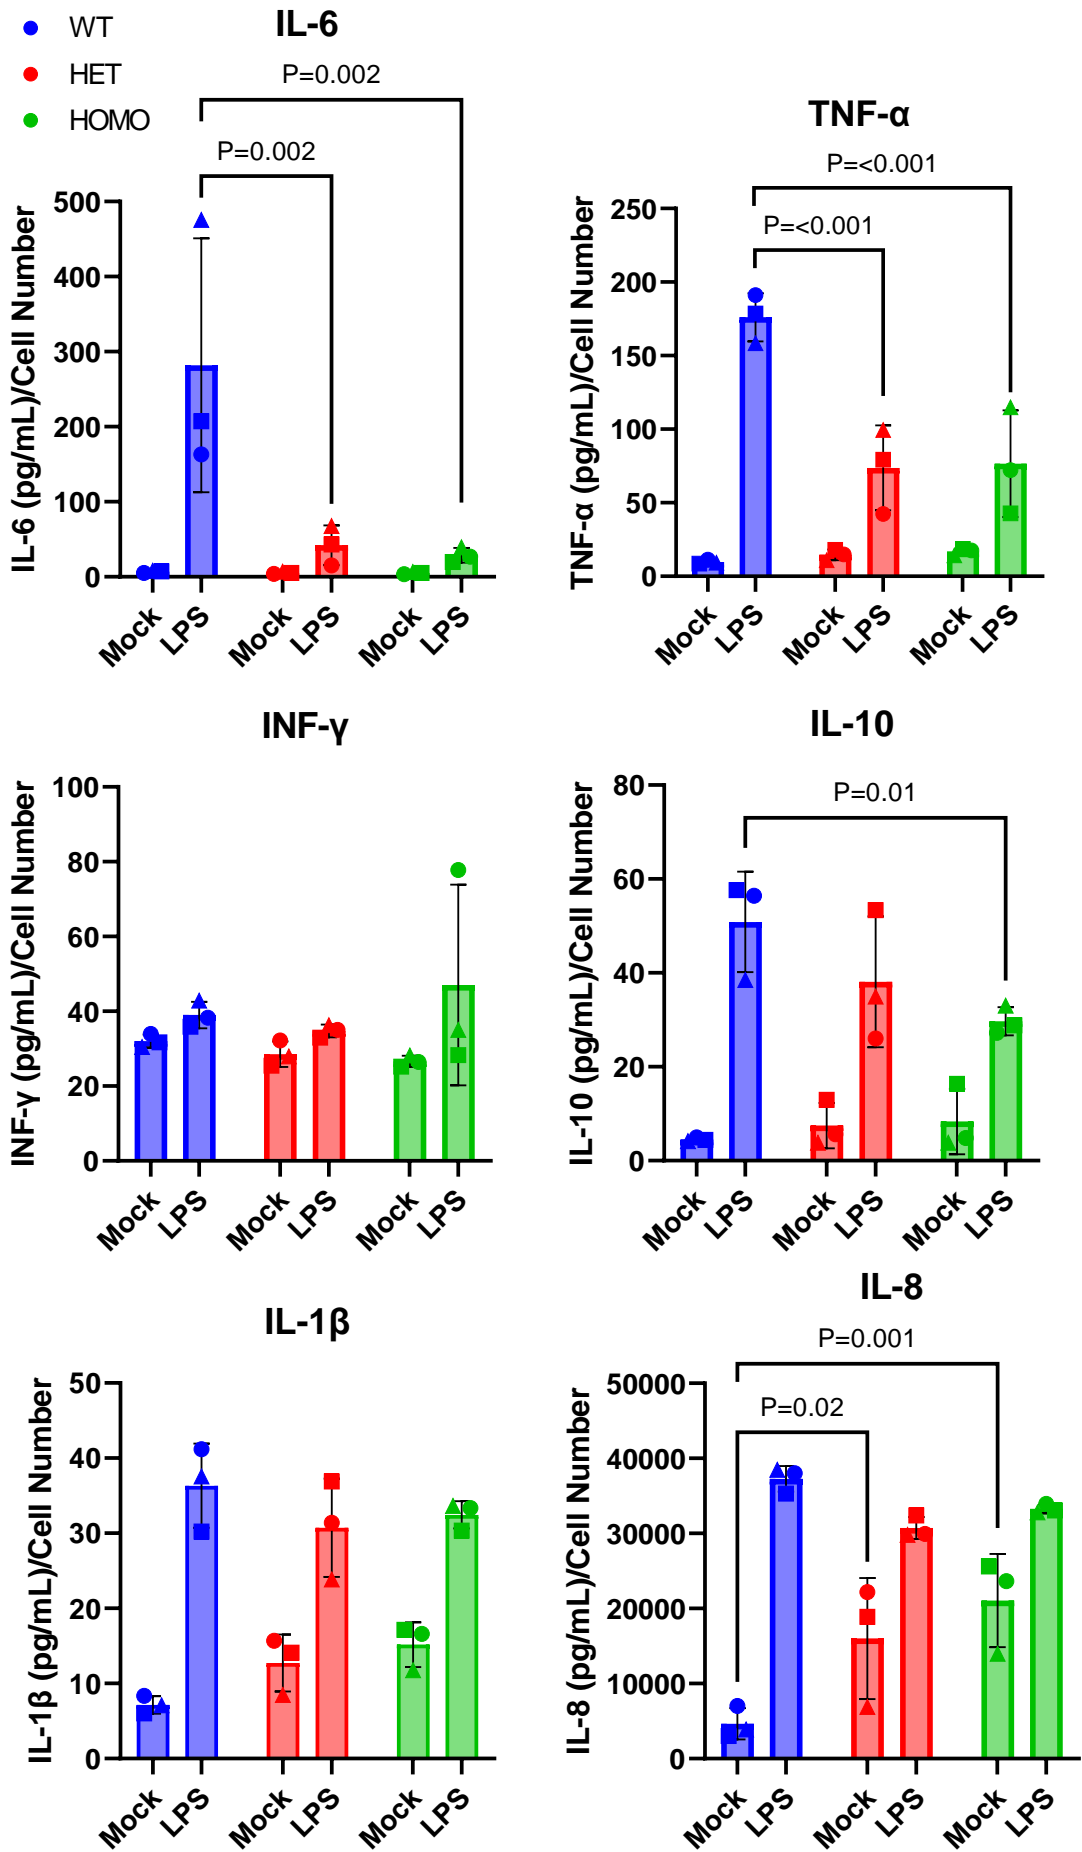 WT
HET
HOMO
IL-6
P=0.002
P=0.002
IL-6 (pg/mL)/Cell Number
500
400
300
200
100
0
Mock
LPS
Mock
LPS
Mock
LPS
TNF-α
P=<0.001
P=<0.001
TNF-α (pg/mL)/Cell Number
250
200
150
100
50
0
Mock
LPS
Mock
LPS
Mock
LPS
INF-γ
INF-γ (pg/mL)/Cell Number
100
80
60
40
20
0
Mock
LPS
Mock
LPS
Mock
LPS
IL-10
P=0.01
IL-10 (pg/mL)/Cell Number
80
60
40
20
0
Mock
LPS
Mock
LPS
Mock
LPS
IL-1β
IL-1β (pg/mL)/Cell Number
50
40
30
20
10
0
Mock
LPS
Mock
LPS
Mock
LPS
IL-8
P=0.001
P=0.02
IL-8 (pg/mL)/Cell Number
50000
40000
30000
20000
10000
0
Mock
LPS
Mock
LPS
Mock
LPS